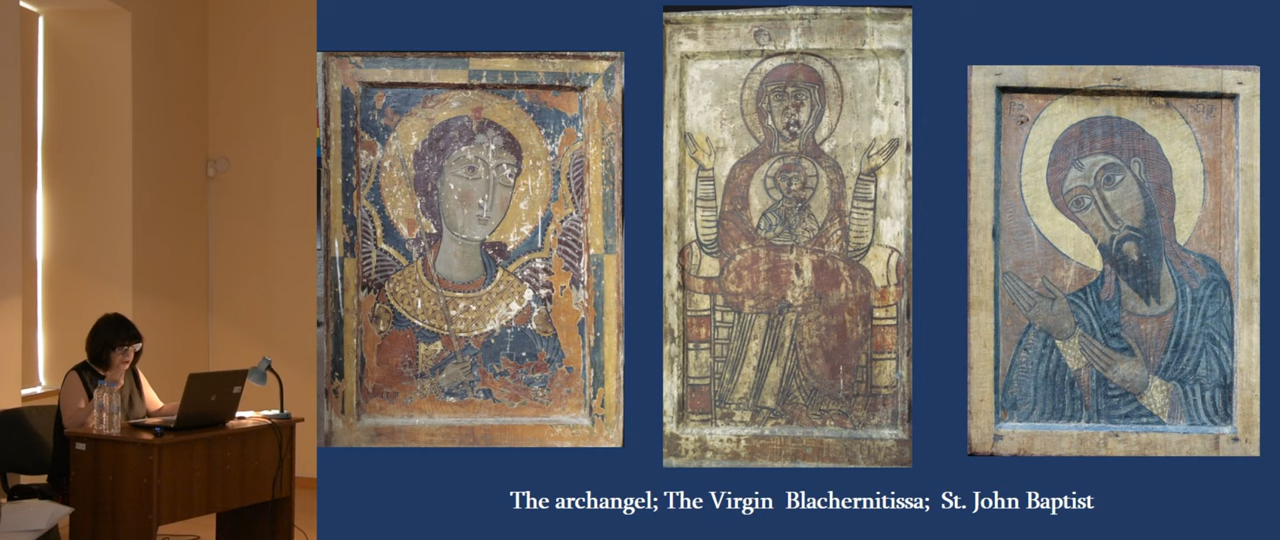 The archangel; The Virgin Blachernitissa; St. John Baptist